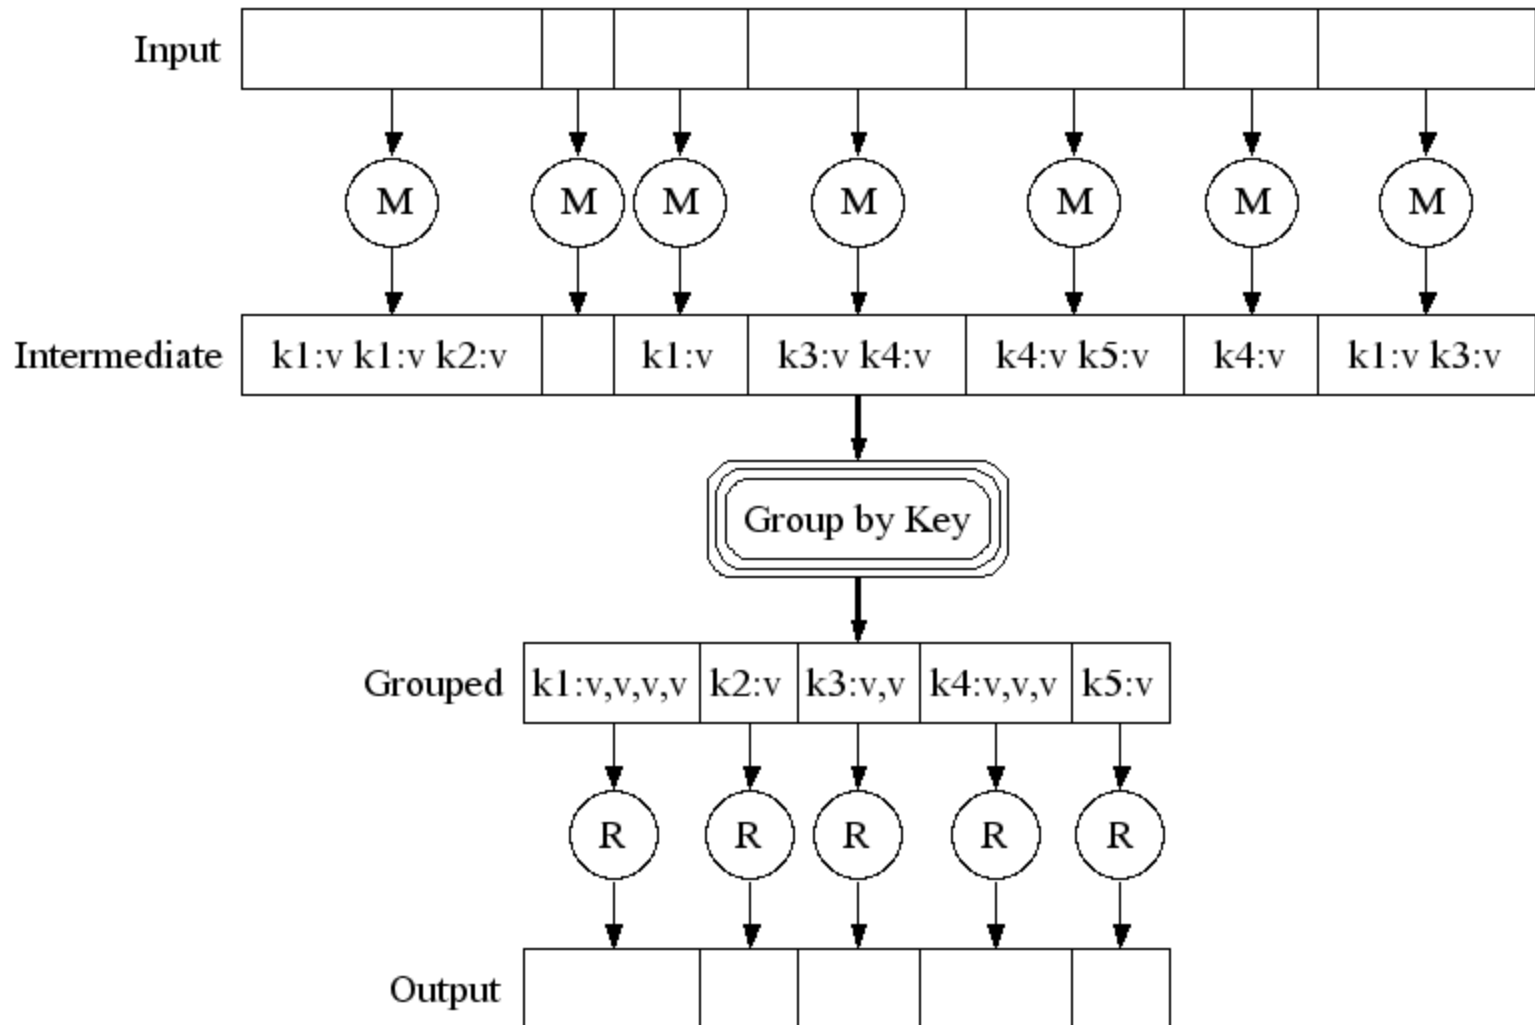 Input
M M M M M M M
Intermediate k1:v k1:v k2:v k1:v k3:v k4:v k4:v k5:v k4:v k1:v k3:v
Group by Key
Grouped k1:v,v,v,v k2:v k3:v,v k4:v,v,v k5:v
R R R R R
Output